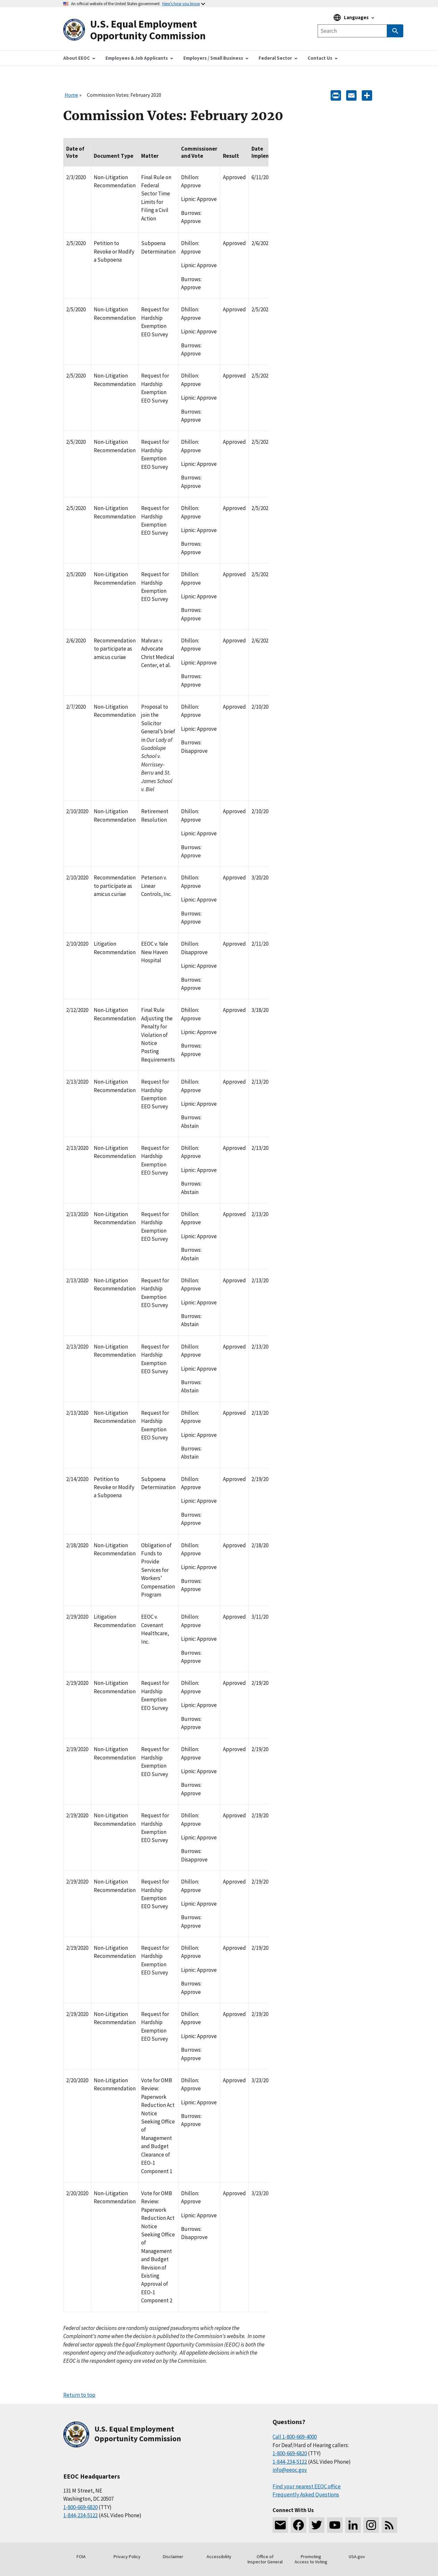 An official website of the United States government Here's how you know
U.S. Equal Employment
Opportunity Commission
Languages
Search
About EEOC
Employees & Job Applicants
Employers / Small Business
Federal Sector
Contact Us
Home » Commission Votes: February 2020
Commission Votes: February 2020
Date of Vote | Document Type | Matter | Commissioner and Vote | Result | Date
2/3/2020 | Non-Litigation Recommendation | Final Rule on Federal Sector Time Limits for Filing a Civil Action | Dhillon: Approve Lipnic: Approve Burrows: Approve | Approved | 6/11/20
2/5/2020 | Petition to Revoke or Modify a Subpoena | Subpoena Determination | Dhillon: Approve Lipnic: Approve Burrows: Approve | Approved | 2/6/202
2/5/2020 | Non-Litigation Recommendation | Request for Hardship Exemption EEO Survey | Dhillon: Approve Lipnic: Approve Burrows: Approve | Approved | 2/5/202
2/5/2020 | Non-Litigation Recommendation | Request for Hardship Exemption EEO Survey | Dhillon: Approve Lipnic: Approve Burrows: Approve | Approved | 2/5/202
2/5/2020 | Non-Litigation Recommendation | Request for Hardship Exemption EEO Survey | Dhillon: Approve Lipnic: Approve Burrows: Approve | Approved | 2/5/202
2/5/2020 | Non-Litigation Recommendation | Request for Hardship Exemption EEO Survey | Dhillon: Approve Lipnic: Approve Burrows: Approve | Approved | 2/5/202
2/5/2020 | Non-Litigation Recommendation | Request for Hardship Exemption EEO Survey | Dhillon: Approve Lipnic: Approve Burrows: Approve | Approved | 2/5/202
2/6/2020 | Recommendation to participate as amicus curiae | Mahran v. Advocate Christ Medical Center, et al. | Dhillon: Approve Lipnic: Approve Burrows: Approve | Approved | 2/6/202
2/7/2020 | Non-Litigation Recommendation | Proposal to join the Solicitor General's brief in Our Lady of Guadalupe School v. Morrissey-Berru and St. James School v. Biel | Dhillon: Approve Lipnic: Approve Burrows: Disapprove | Approved | 2/10/20
2/10/2020 | Non-Litigation Recommendation | Retirement Resolution | Dhillon: Approve Lipnic: Approve Burrows: Approve | Approved | 2/10/20
2/10/2020 | Recommendation to participate as amicus curiae | Peterson v. Linear Controls, Inc. | Dhillon: Approve Lipnic: Approve Burrows: Approve | Approved | 3/20/20
2/10/2020 | Litigation Recommendation | EEOC v. Yale New Haven Hospital | Dhillon: Disapprove Lipnic: Approve Burrows: Approve | Approved | 2/11/20
2/12/2020 | Non-Litigation Recommendation | Final Rule Adjusting the Penalty for Violation of Notice Posting Requirements | Dhillon: Approve Lipnic: Approve Burrows: Approve | Approved | 3/18/20
2/13/2020 | Non-Litigation Recommendation | Request for Hardship Exemption EEO Survey | Dhillon: Approve Lipnic: Approve Burrows: Abstain | Approved | 2/13/20
2/13/2020 | Non-Litigation Recommendation | Request for Hardship Exemption EEO Survey | Dhillon: Approve Lipnic: Approve Burrows: Abstain | Approved | 2/13/20
2/13/2020 | Non-Litigation Recommendation | Request for Hardship Exemption EEO Survey | Dhillon: Approve Lipnic: Approve Burrows: Abstain | Approved | 2/13/20
2/13/2020 | Non-Litigation Recommendation | Request for Hardship Exemption EEO Survey | Dhillon: Approve Lipnic: Approve Burrows: Abstain | Approved | 2/13/20
2/13/2020 | Non-Litigation Recommendation | Request for Hardship Exemption EEO Survey | Dhillon: Approve Lipnic: Approve Burrows: Abstain | Approved | 2/13/20
2/13/2020 | Non-Litigation Recommendation | Request for Hardship Exemption EEO Survey | Dhillon: Approve Lipnic: Approve Burrows: Abstain | Approved | 2/13/20
2/14/2020 | Petition to Revoke or Modify a Subpoena | Subpoena Determination | Dhillon: Approve Lipnic: Approve Burrows: Approve | Approved | 2/19/20
2/18/2020 | Non-Litigation Recommendation | Obligation of Funds to Provide Services for Workers' Compensation Program | Dhillon: Approve Lipnic: Approve Burrows: Approve | Approved | 2/18/20
2/19/2020 | Litigation Recommendation | EEOC v. Covenant Healthcare, Inc. | Dhillon: Approve Lipnic: Approve Burrows: Approve | Approved | 3/11/20
2/19/2020 | Non-Litigation Recommendation | Request for Hardship Exemption EEO Survey | Dhillon: Approve Lipnic: Approve Burrows: Approve | Approved | 2/19/20
2/19/2020 | Non-Litigation Recommendation | Request for Hardship Exemption EEO Survey | Dhillon: Approve Lipnic: Approve Burrows: Approve | Approved | 2/19/20
2/19/2020 | Non-Litigation Recommendation | Request for Hardship Exemption EEO Survey | Dhillon: Approve Lipnic: Approve Burrows: Disapprove | Approved | 2/19/20
2/19/2020 | Non-Litigation Recommendation | Request for Hardship Exemption EEO Survey | Dhillon: Approve Lipnic: Approve Burrows: Approve | Approved | 2/19/20
2/19/2020 | Non-Litigation Recommendation | Request for Hardship Exemption EEO Survey | Dhillon: Approve Lipnic: Approve Burrows: Approve | Approved | 2/19/20
2/19/2020 | Non-Litigation Recommendation | Request for Hardship Exemption EEO Survey | Dhillon: Approve Lipnic: Approve Burrows: Approve | Approved | 2/19/20
2/20/2020 | Non-Litigation Recommendation | Vote for OMB Review: Paperwork Reduction Act Notice Seeking Office of Management and Budget Clearance of EEO-1 Component 1 | Dhillon: Approve Lipnic: Approve Burrows: Approve | Approved | 3/23/20
2/20/2020 | Non-Litigation Recommendation | Vote for OMB Review: Paperwork Reduction Act Notice Seeking Office of Management and Budget Revision of Existing Approval of EEO-1 Component 2 | Dhillon: Approve Lipnic: Approve Burrows: Disapprove | Approved | 3/23/20
Federal sector decisions are randomly assigned pseudonyms which replace the
Complainant's name when the decision is published to the Commission's website. In some
federal sector appeals the Equal Employment Opportunity Commission (EEOC) is both the
respondent agency and the adjudicatory authority. All appellate decisions in which the
EEOC is the respondent agency are voted on by the Commission.
Return to top
U.S. Equal Employment
Opportunity Commission
EEOC Headquarters
131 M Street, NE
Washington, DC 20507
1-800-669-6820 (TTY)
1-844-234-5122 (ASL Video Phone)
Questions?
Call 1-800-669-4000
For Deaf/Hard of Hearing callers:
1-800-669-6820 (TTY)
1-844-234-5122 (ASL Video Phone)
info@eeoc.gov
Find your nearest EEOC office
Frequently Asked Questions
Connect With Us
FOIA
Privacy Policy
Disclaimer
Accessibility
Office of Inspector General
Promoting Access to Voting
USA.gov